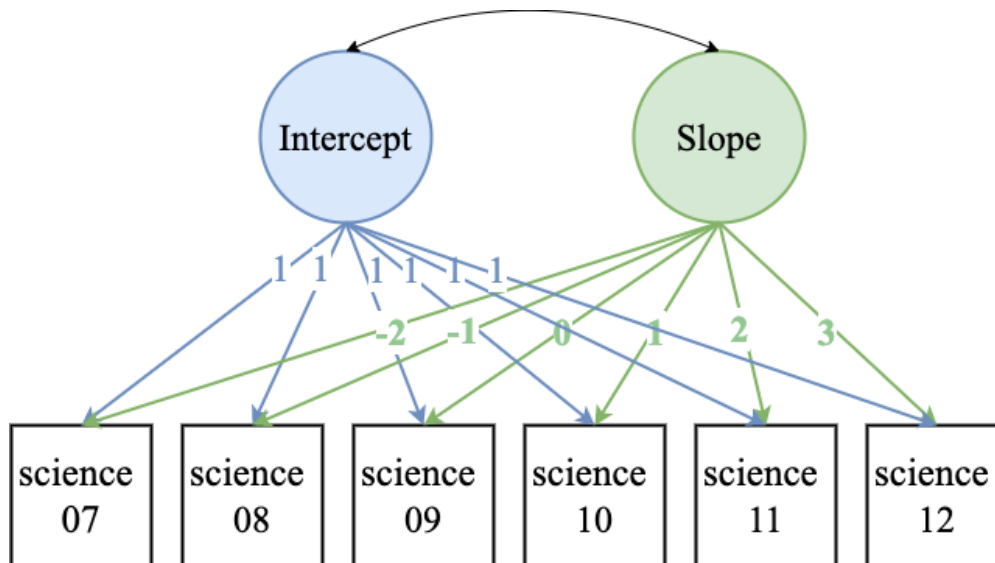 Intercept
Slope
1 1 1 1 1 1
-2 -1 0 1 2 3
science
07
science
08
science
09
science
10
science
11
science
12